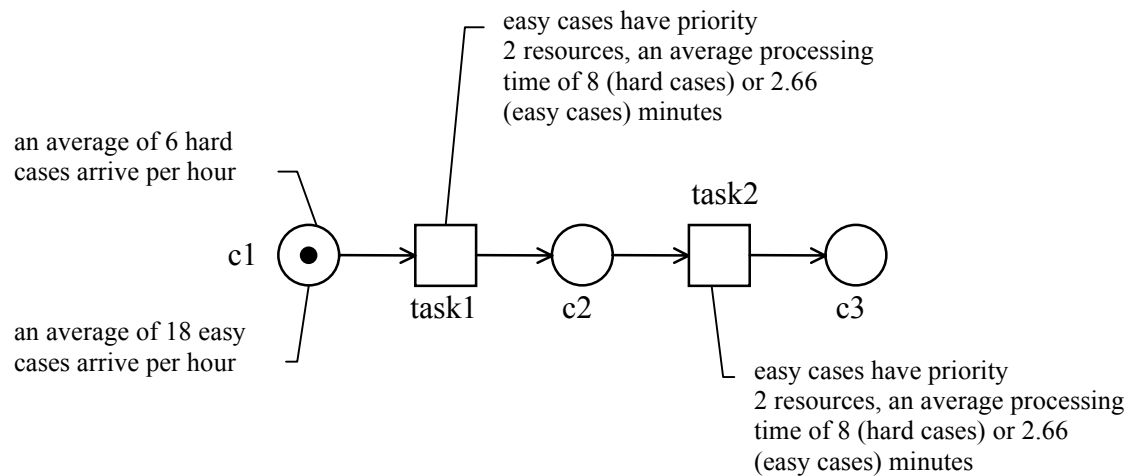 easy cases have priority
2 resources, an average processing
time of 8 (hard cases) or 2.66
(easy cases) minutes
an average of 6 hard
cases arrive per hour
task2
c1
task1
c2
c3
an average of 18 easy
cases arrive per hour
easy cases have priority
2 resources, an average processing
time of 8 (hard cases) or 2.66
(easy cases) minutes